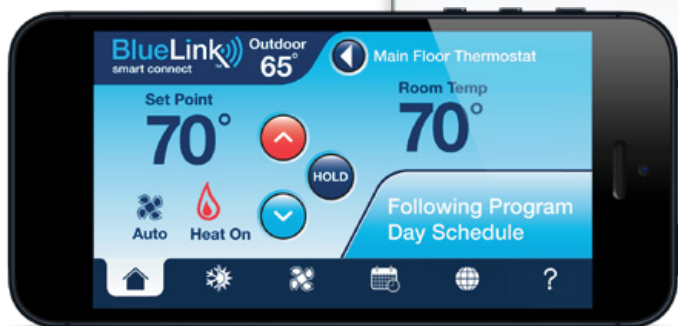 BlueLink
™
smart connect
Outdoor
65°
Main Floor Thermostat
Set Point
70°
Room Temp
70°
HOLD
Auto
Heat On
Following Program
Day Schedule
?